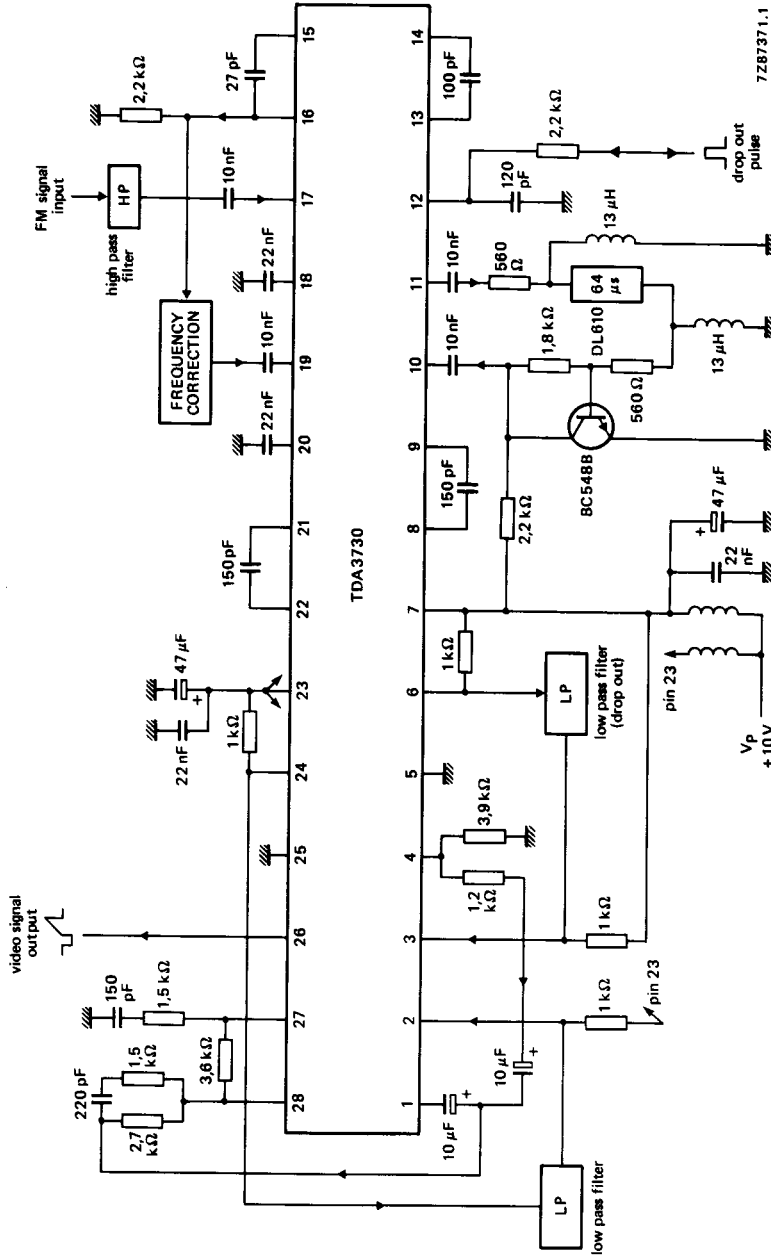 FM signal
input
HP
high pass
filter
2,2 kΩ
27 pF
10 nF
22 nF
FREQUENCY
CORRECTION
10 nF
22 nF
150 pF
47 µF
+
22 nF
1 kΩ
video signal
output
150
pF
1,5 kΩ
3,6 kΩ
220 pF
1,5
kΩ
2,7
kΩ
28
27
26
25
24
23
22
21
20
19
18
17
16
15
TDA3730
1
2
3
4
5
6
7
8
9
10
11
12
13
14
10 µF
+
10 µF
+
LP
low pass filter
1 kΩ
pin 23
1 kΩ
1,2
kΩ
3,9 kΩ
1 kΩ
LP
low pass filter
(drop out)
pin 23
VP
+10 V
22
nF
+
47 µF
2,2 kΩ
150 pF
BC548B
10 nF
1,8 kΩ
560 Ω
10 nF
560
Ω
DL610
64
µs
13 µH
13 µH
120
pF
2,2 kΩ
drop out
pulse
100 pF
7Z87371.1